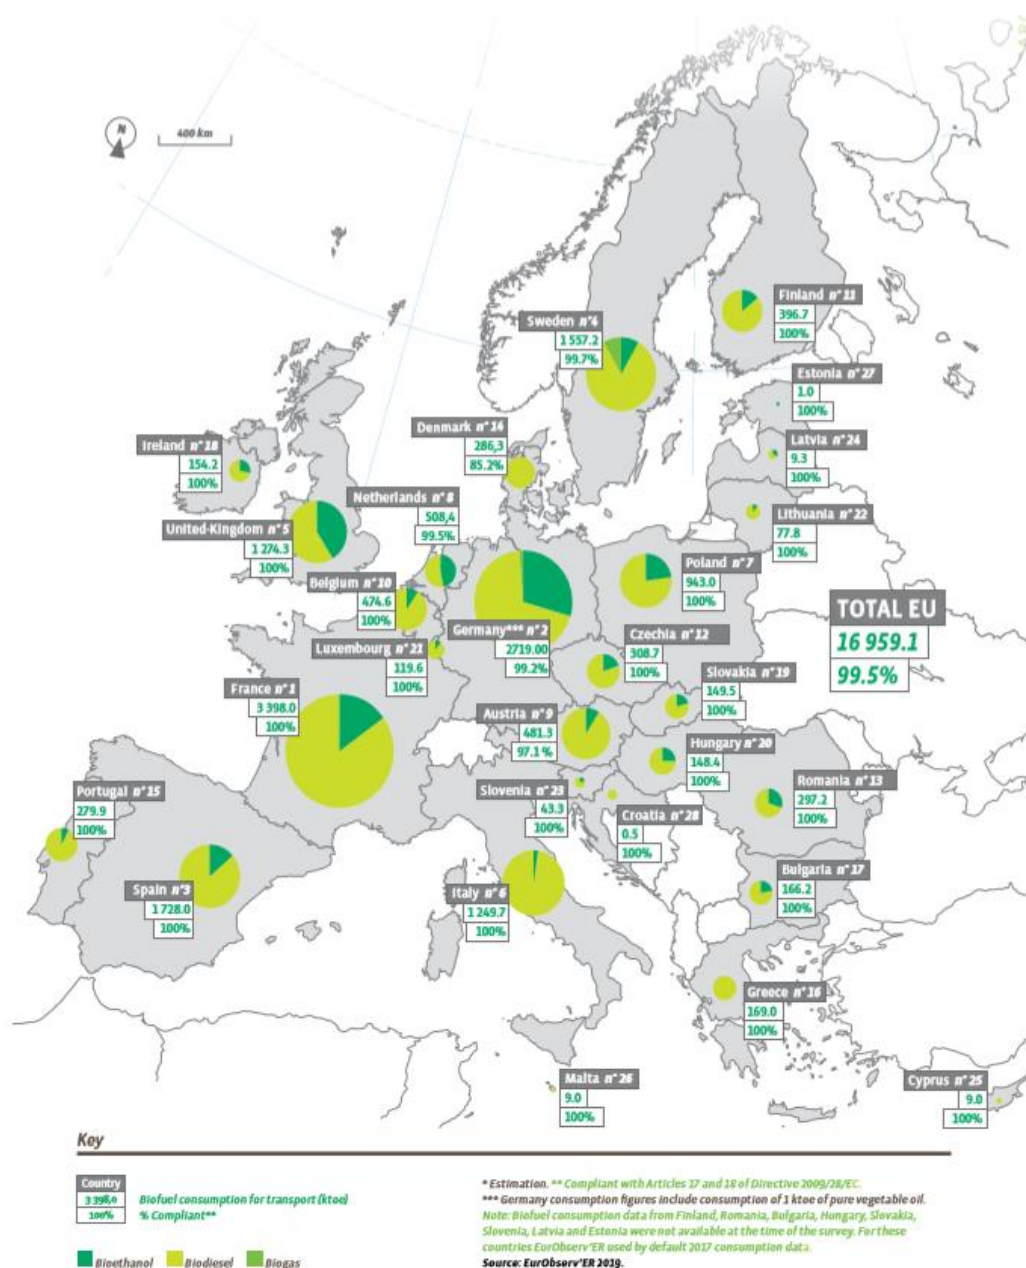 N
400 km
Finland n°11
396.7
100%
Sweden n°4
1 557.2
99.7%
Estonia n°27
1.0
100%
Denmark n°14
286,3
85.2%
Latvia n°24
9.3
100%
Ireland n°18
154.2
100%
Netherlands n°8
508,4
99.5%
Lithuania n°22
77.8
100%
United-Kingdom n°5
1 274.3
100%
Poland n°7
943.0
100%
Belgium n°10
474.6
100%
TOTAL EU
16 959.1
99.5%
Germany*** n°2
2719.00
99.2%
Czechia n°12
308.7
100%
Luxembourg n°21
119.6
100%
Slovakia n°19
149.5
100%
France n°1
3 398.0
100%
Austria n°9
481.3
97.1 %
Hungary n°20
148.4
100%
Romania n°13
297.2
100%
Slovenia n°23
43.3
100%
Portugal n°15
279.9
100%
Croatia n°28
0.5
100%
Bulgaria n°17
166.2
100%
Spain n°3
1 728.0
100%
Italy n°6
1 249.7
100%
Greece n°16
169.0
100%
Malta n°26
9.0
100%
Cyprus n°25
9.0
100%
Key
Country
3 398,0 Biofuel consumption for transport (ktoe)
100% % Compliant**
Bioethanol Biodiesel Biogas
* Estimation. ** Compliant with Articles 17 and 18 of Directive 2009/28/EC.
*** Germany consumption figures include consumption of 1 ktoe of pure vegetable oil.
Note: Biofuel consumption data from Finland, Romania, Bulgaria, Hungary, Slovakia,
Slovenia, Latvia and Estonia were not available at the time of the survey. For these
countries EurObserv'ER used by default 2017 consumption data.
Source: EurObserv'ER 2019.